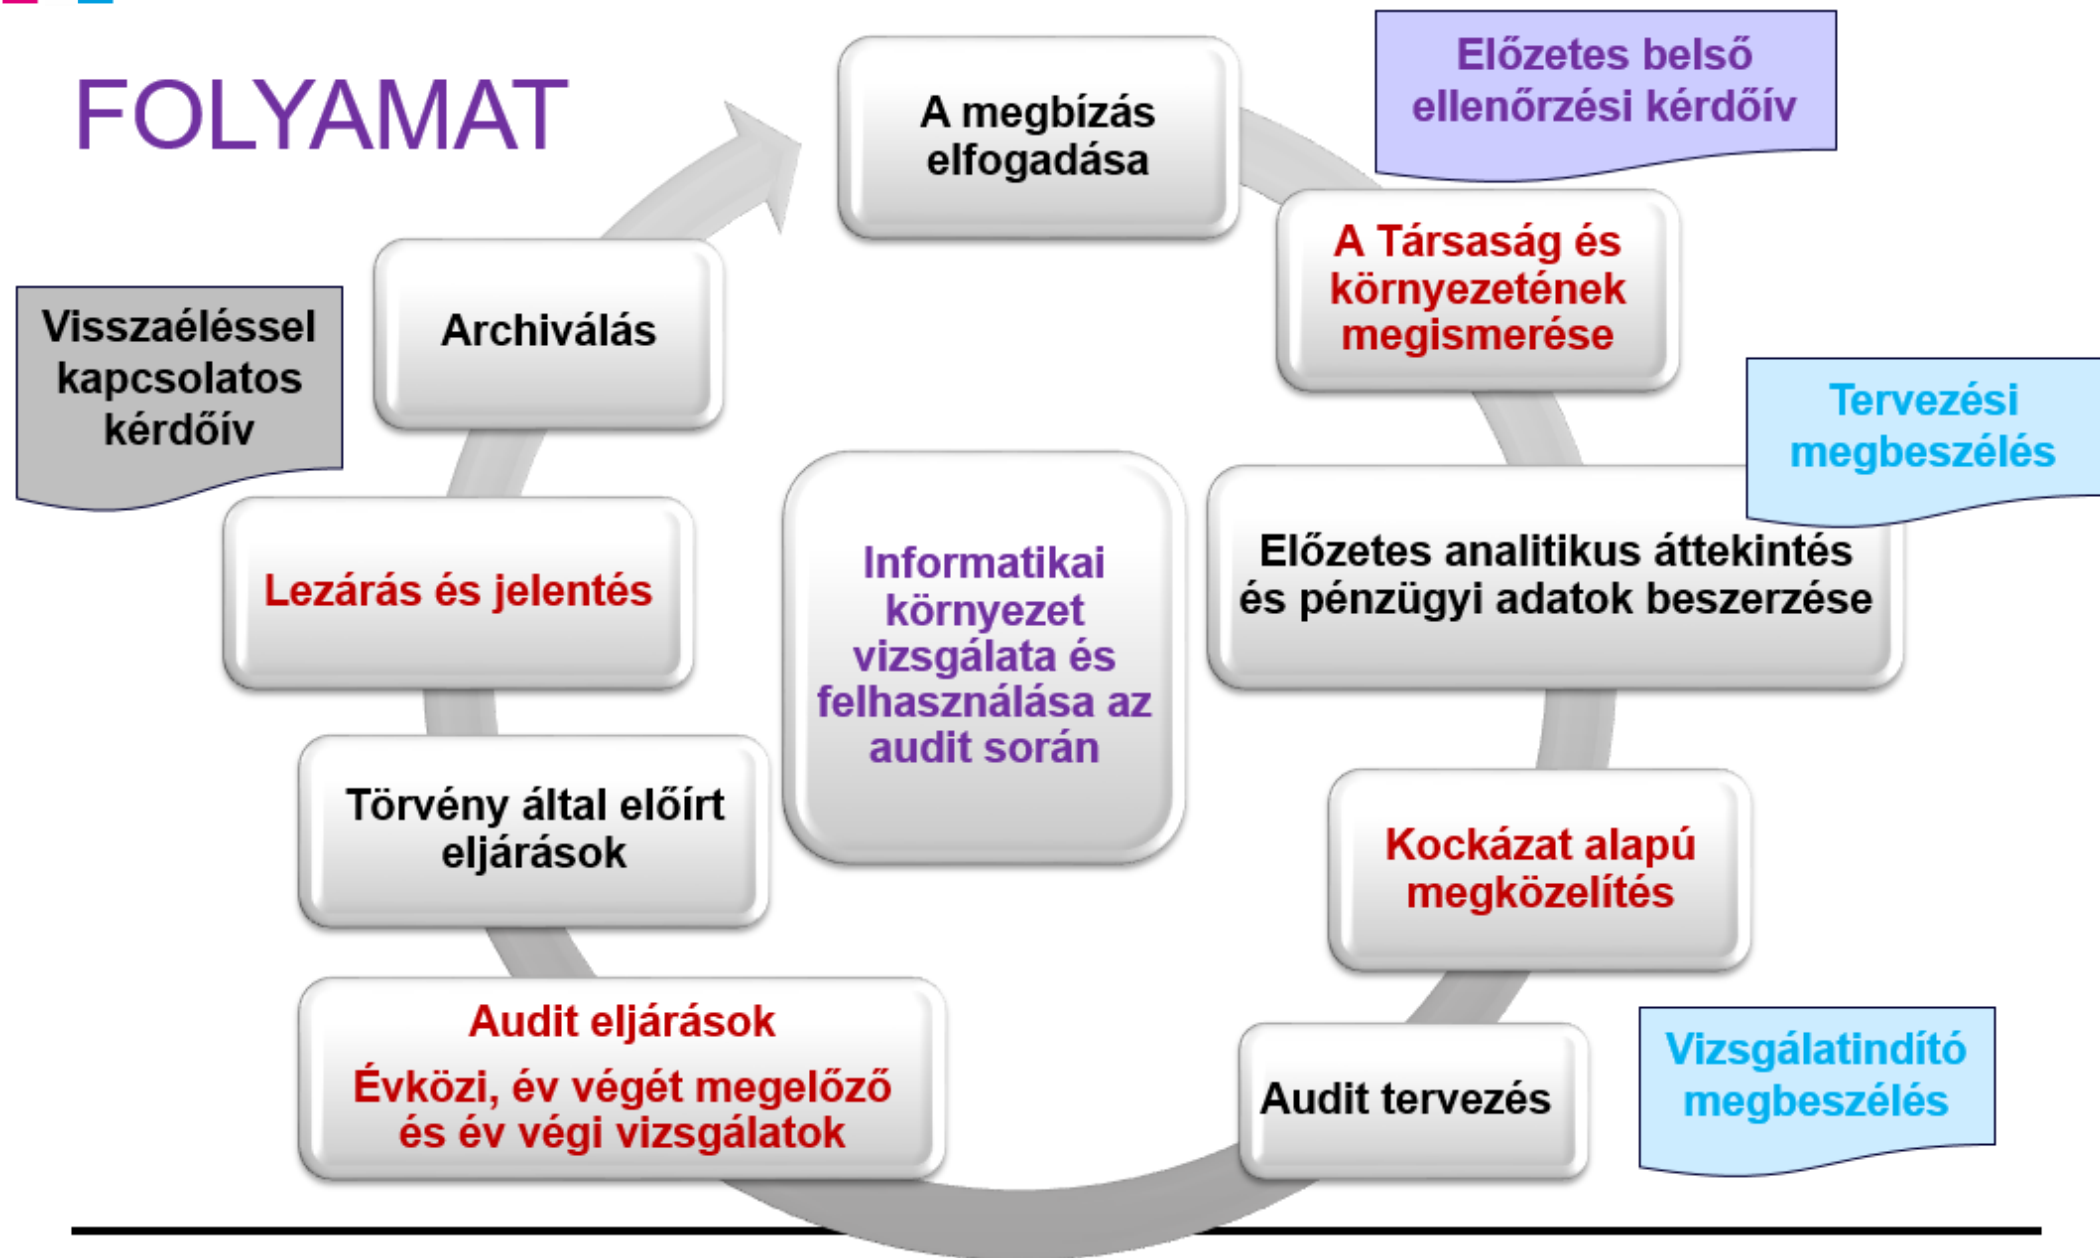 FOLYAMAT
A megbízás
elfogadása
Előzetes belső
ellenőrzési kérdőív
A Társaság és
környezetének
megismerése
Tervezési
megbeszélés
Előzetes analitikus áttekintés
és pénzügyi adatok beszerzése
Kockázat alapú
megközelítés
Vizsgálatindító
megbeszélés
Audit tervezés
Audit eljárások
Évközi, év végét megelőző
és év végi vizsgálatok
Törvény által előírt
eljárások
Lezárás és jelentés
Visszaéléssel
kapcsolatos
kérdőív
Archiválás
Informatikai
környezet
vizsgálata és
felhasználása az
audit során